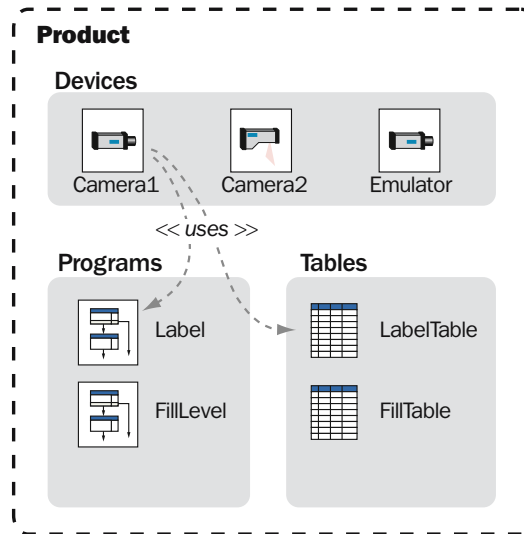 Product
Devices
Camera1 Camera2 Emulator
<< uses >>
Programs Tables
Label LabelTable
FillLevel FillTable